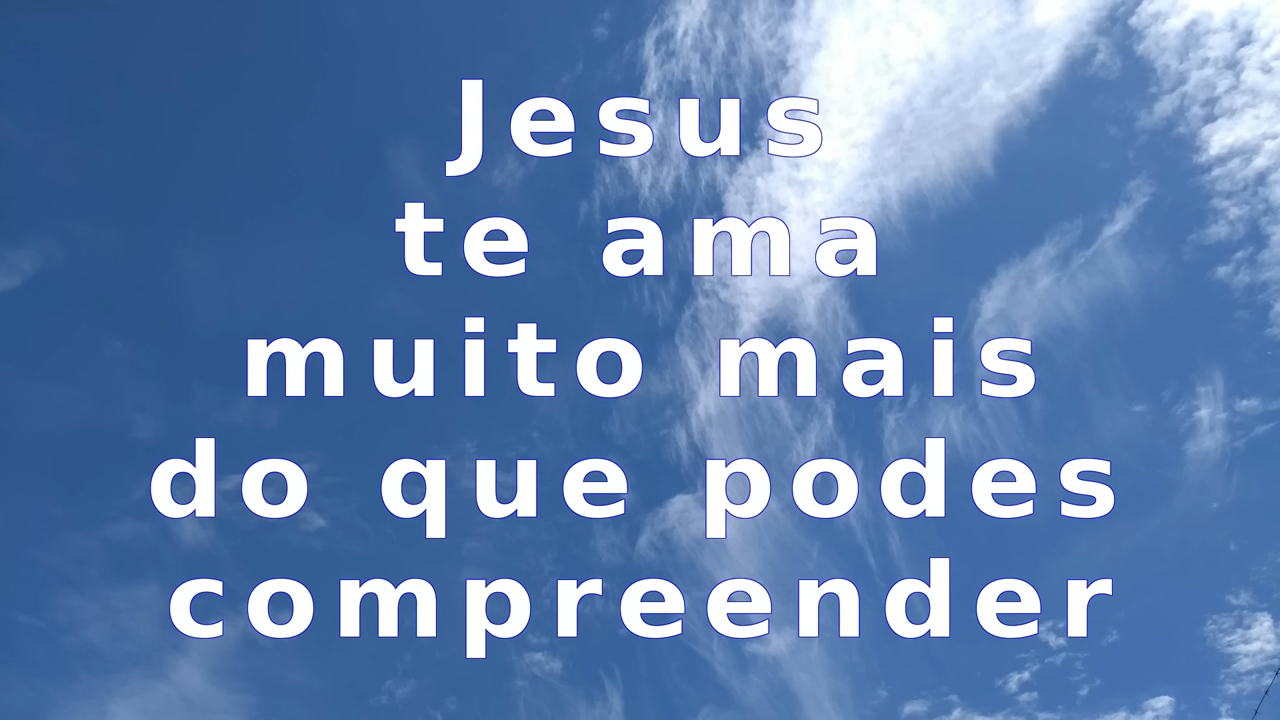 Jesus
te ama
muito mais
do que podes
compreender